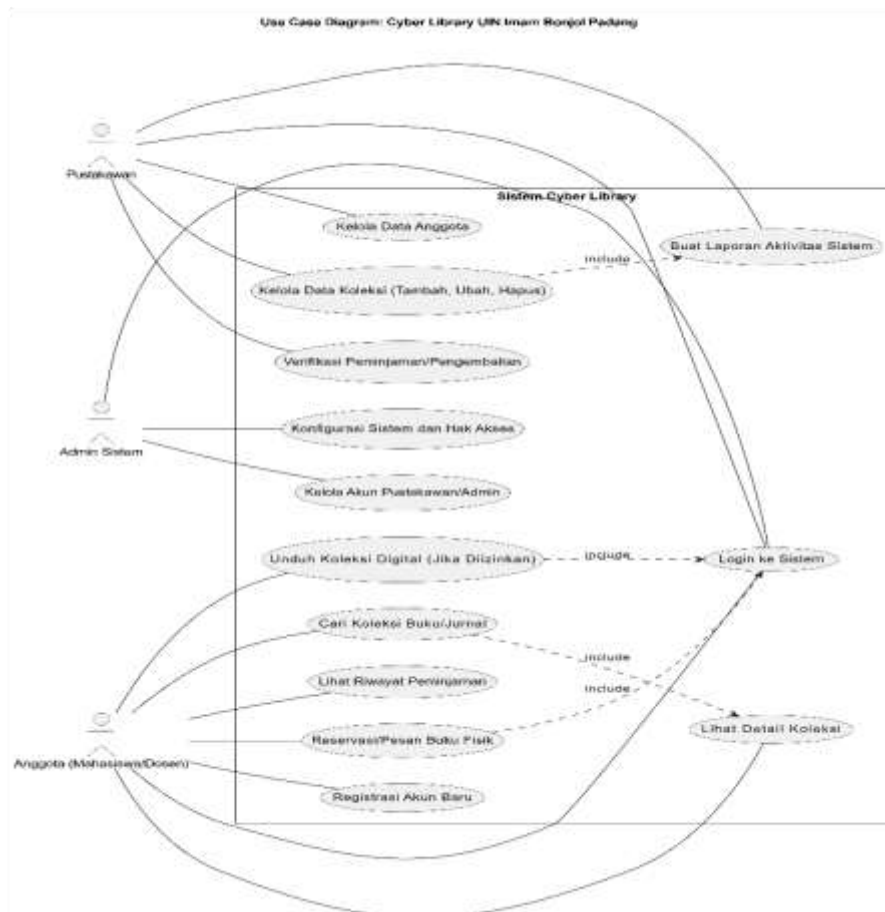 Use Case Diagram: Cyber Library UIN Imam Bonjol Padang
Pustakawan
Sistem Cyber Library
Kelola Data Anggota
Buat Laporan Aktivitas Sistem
include
Kelola Data Koleksi (Tambah, Ubah, Hapus)
Verifikasi Peminjaman/Pengembalian
Konfigurasi Sistem dan Hak Akses
Admin Sistem
Kelola Akun Pustakawan/Admin
Unduh Koleksi Digital (Jika Diizinkan)
include
Login ke Sistem
Cari Koleksi Buku/Jurnal
include
Lihat Riwayat Peminjaman
include
Lihat Detail Koleksi
Reservasi/Pesan Buku Fisik
Anggota (Mahasiswa/Dosen)
Registrasi Akun Baru